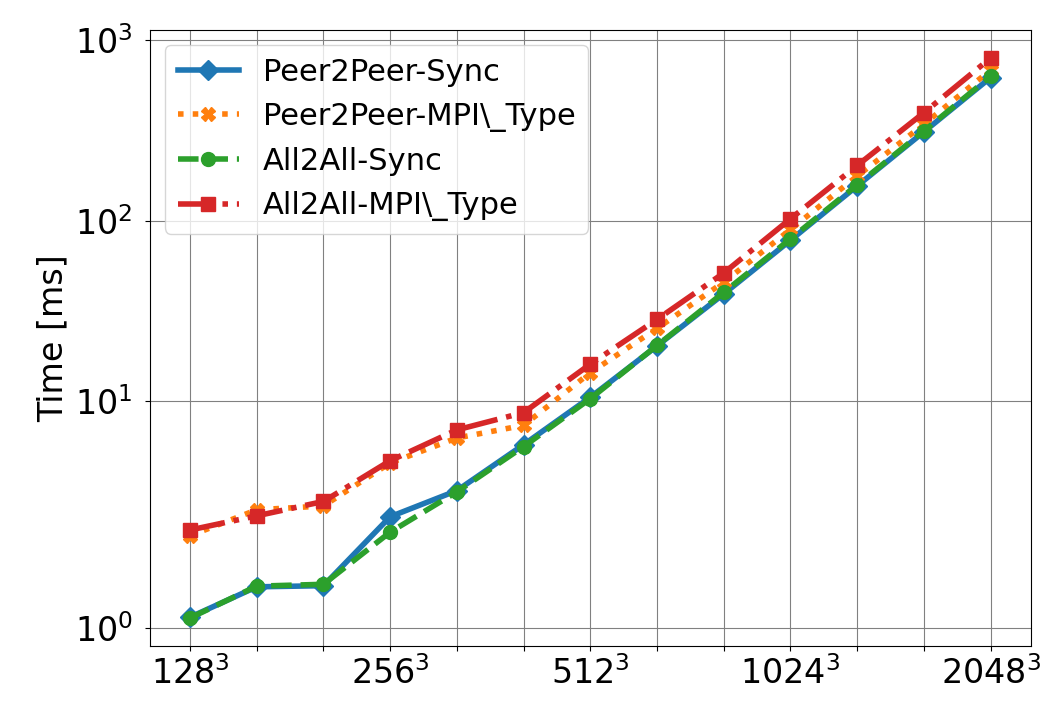 10³
Peer2Peer-Sync
Peer2Peer-MPI\_Type
All2All-Sync
All2All-MPI\_Type
10²
Time [ms]
10¹
10⁰
128³ 256³ 512³ 1024³ 2048³